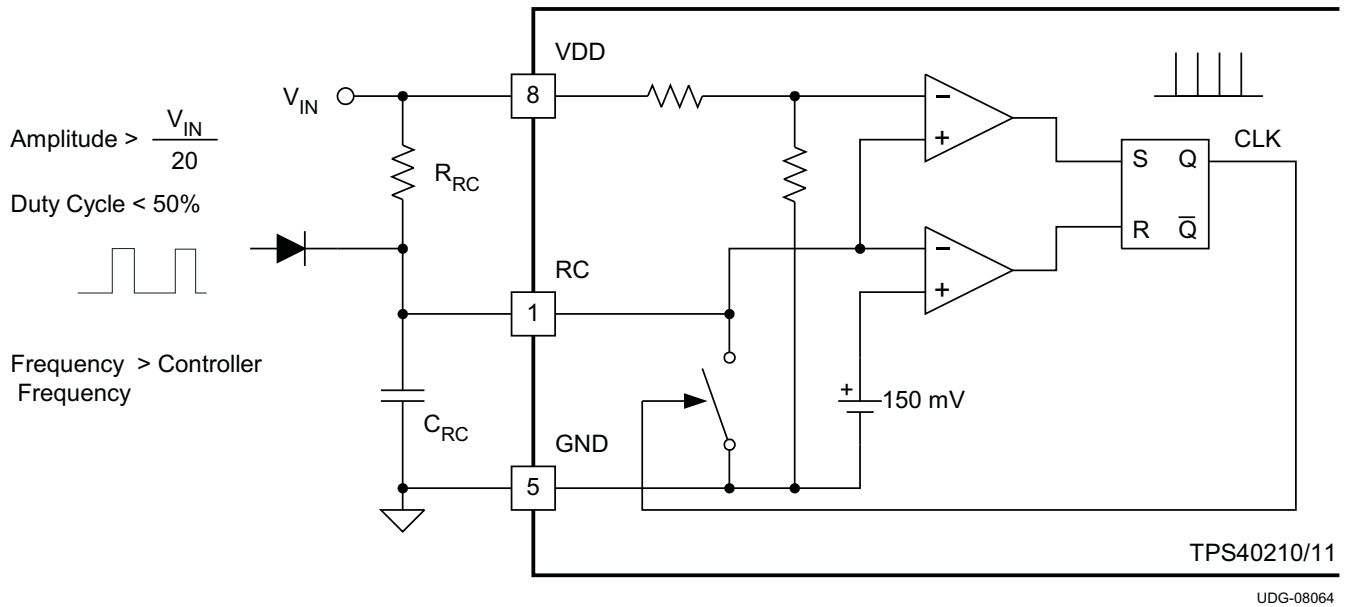 VDD
8
V_IN
Amplitude > V_IN / 20
R_RC
Duty Cycle < 50%
RC
1
Frequency > Controller
Frequency
C_RC
GND
5
−
+
−
+
+
150 mV
S Q
R Q̅
CLK
TPS40210/11
UDG-08064